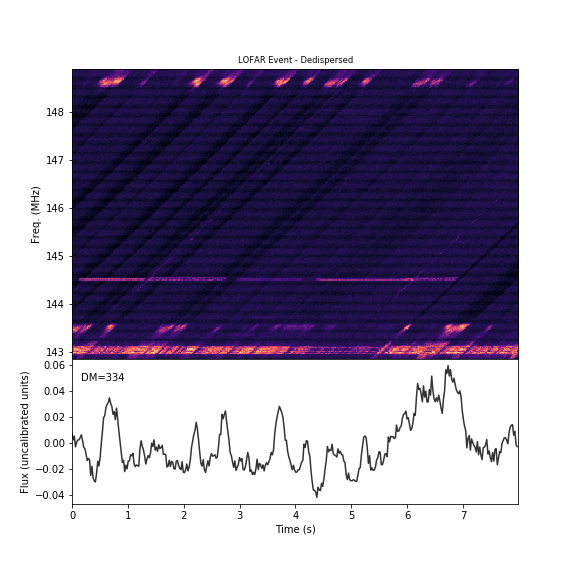 LOFAR Event - Dedispersed
148
147
146
145
144
143
Freq. (MHz)
DM=334
0.06
0.04
0.02
0.00
−0.02
−0.04
Flux (uncalibrated units)
0 1 2 3 4 5 6 7
Time (s)